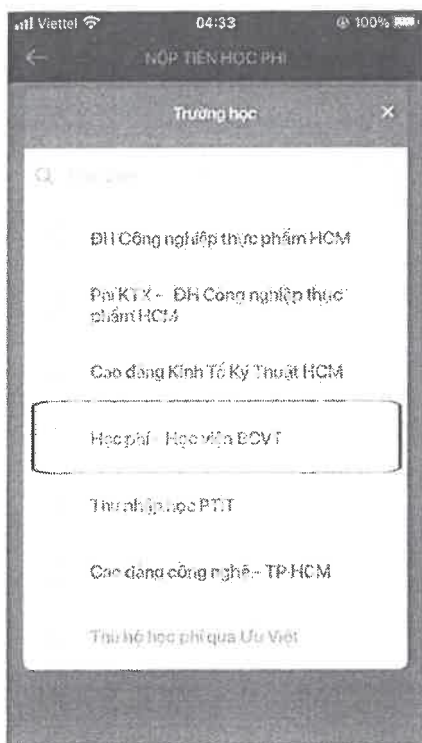 Viettel 04:33 100%
NỘP TIỀN HỌC PHÍ
Trường học ×
ĐH Công nghiệp thực phẩm HCM
Phí KTX - ĐH Công nghiệp thực
phẩm HCM
Cao đẳng Kinh Tế Kỹ Thuật HCM
Học phí - Học viện BCVT
Thu nhập học PTIT
Cao đẳng công nghệ - TP HCM
Thu hộ học phí qua Ưu Việt